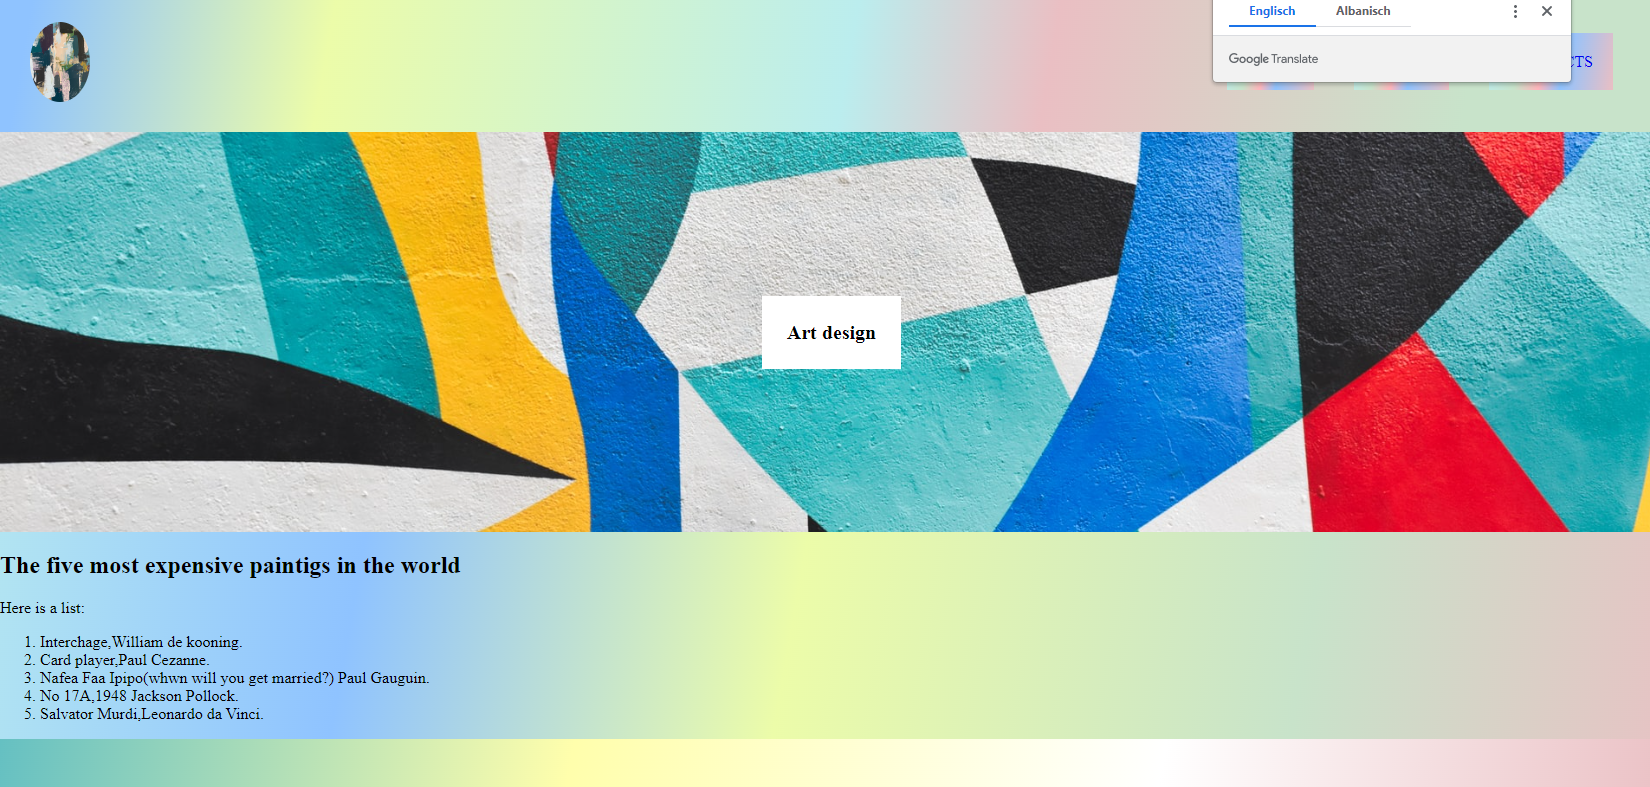 Englisch Albanisch
Google Translate
CTS
Art design
The five most expensive paintigs in the world
Here is a list:
1. Interchage,William de kooning.
2. Card player,Paul Cezanne.
3. Nafea Faa Ipipo(whwn will you get married?) Paul Gauguin.
4. No 17A,1948 Jackson Pollock.
5. Salvator Murdi,Leonardo da Vinci.